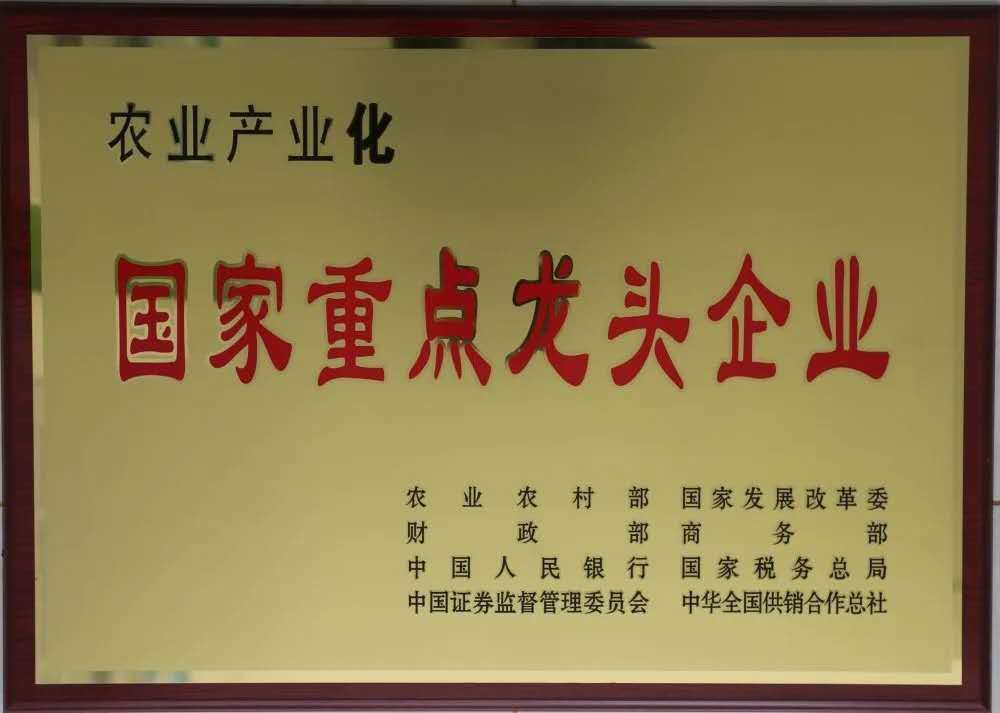 农业产业化
国家重点龙头企业
农业农村部 国家发展改革委
财政部 商务部
中国人民银行 国家税务总局
中国证券监督管理委员会 中华全国供销合作总社